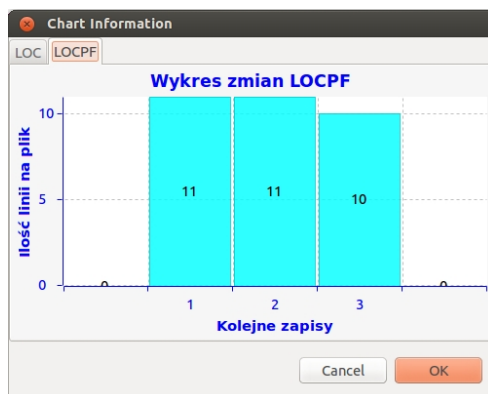 Chart Information
LOC LOCPF
Wykres zmian LOCPF
Ilość linii na plik
10
5
0
0 11 11 10 0
1 2 3
Kolejne zapisy
Cancel OK